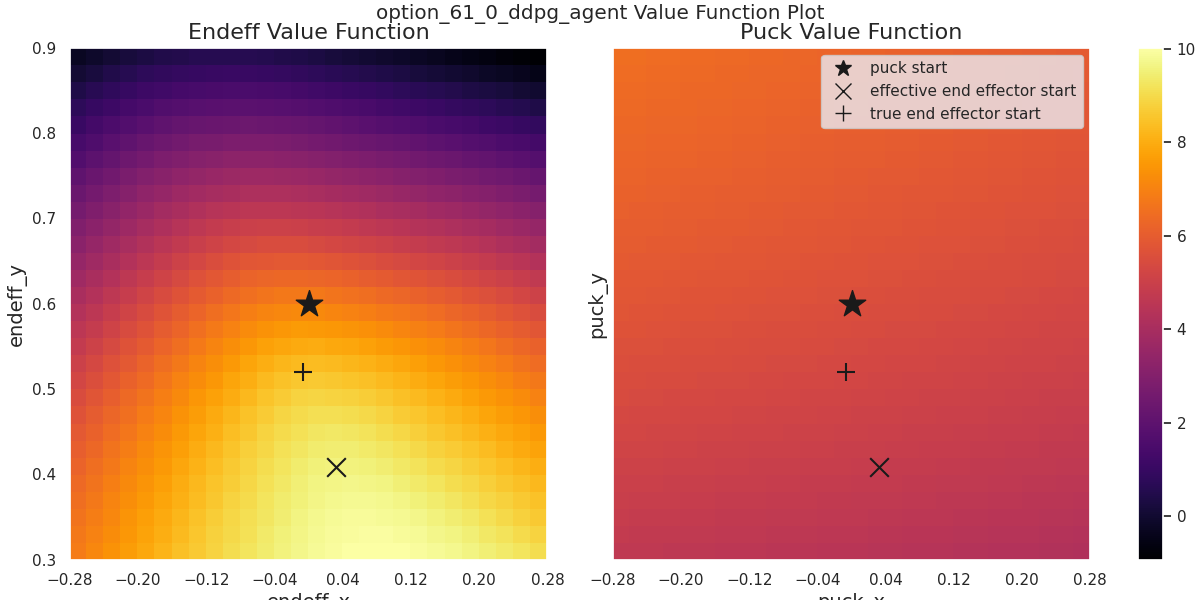 option_61_0_ddpg_agent Value Function Plot
Endeff Value Function
Puck Value Function
puck start
effective end effector start
true end effector start
endeff_y
0.9
0.8
0.7
0.6
0.5
0.4
0.3
−0.28 −0.20 −0.12 −0.04 0.04 0.12 0.20 0.28
endeff_x
puck_y
−0.28 −0.20 −0.12 −0.04 0.04 0.12 0.20 0.28
puck_x
10
8
6
4
2
0